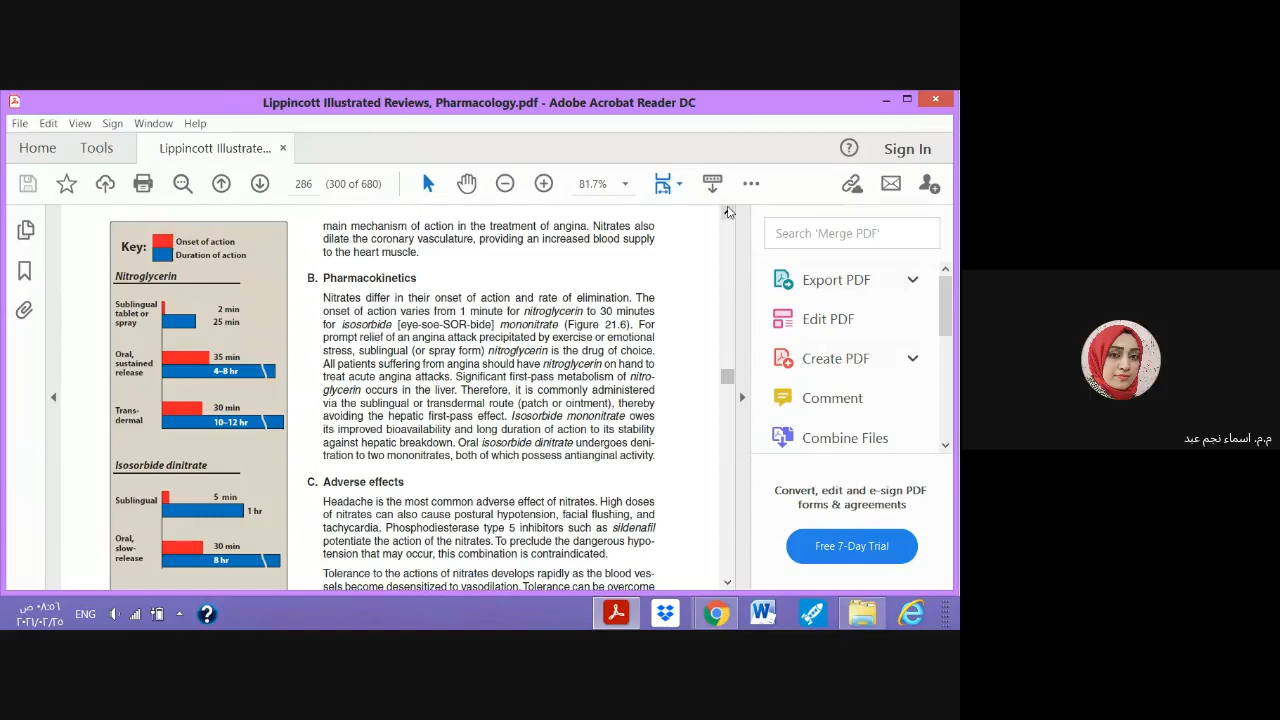 Lippincott Illustrated Reviews, Pharmacology.pdf - Adobe Acrobat Reader DC
File Edit View Sign Window Help
Home Tools Lippincott Illustrate... × Sign In
286 (300 of 680) 81.7%
Key: Onset of action
Duration of action
Nitroglycerin
Sublingual
tablet or
spray
2 min
25 min
Oral,
sustained
release
35 min
4–8 hr
Trans-
dermal
30 min
10–12 hr
Isosorbide dinitrate
Sublingual
5 min
1 hr
Oral,
slow-
release
30 min
8 hr
main mechanism of action in the treatment of angina. Nitrates also
dilate the coronary vasculature, providing an increased blood supply
to the heart muscle.
B. Pharmacokinetics
Nitrates differ in their onset of action and rate of elimination. The
onset of action varies from 1 minute for nitroglycerin to 30 minutes
for isosorbide [eye-soe-SOR-bide] mononitrate (Figure 21.6). For
prompt relief of an angina attack precipitated by exercise or emotional
stress, sublingual (or spray form) nitroglycerin is the drug of choice.
All patients suffering from angina should have nitroglycerin on hand to
treat acute angina attacks. Significant first-pass metabolism of nitro-
glycerin occurs in the liver. Therefore, it is commonly administered
via the sublingual or transdermal route (patch or ointment), thereby
avoiding the hepatic first-pass effect. Isosorbide mononitrate owes
its improved bioavailability and long duration of action to its stability
against hepatic breakdown. Oral isosorbide dinitrate undergoes deni-
tration to two mononitrates, both of which possess antianginal activity.
C. Adverse effects
Headache is the most common adverse effect of nitrates. High doses
of nitrates can also cause postural hypotension, facial flushing, and
tachycardia. Phosphodiesterase type 5 inhibitors such as sildenafil
potentiate the action of the nitrates. To preclude the dangerous hypo-
tension that may occur, this combination is contraindicated.
Tolerance to the actions of nitrates develops rapidly as the blood ves-
sels become desensitized to vasodilation. Tolerance can be overcome
Search 'Merge PDF'
Export PDF
Edit PDF
Create PDF
Comment
Combine Files
Convert, edit and e-sign PDF
forms & agreements
Free 7-Day Trial
م.م. اسماء نجم عبد
ENG
٠٨:٥٦ ص
٢٠٢١/٠٢/٢٥